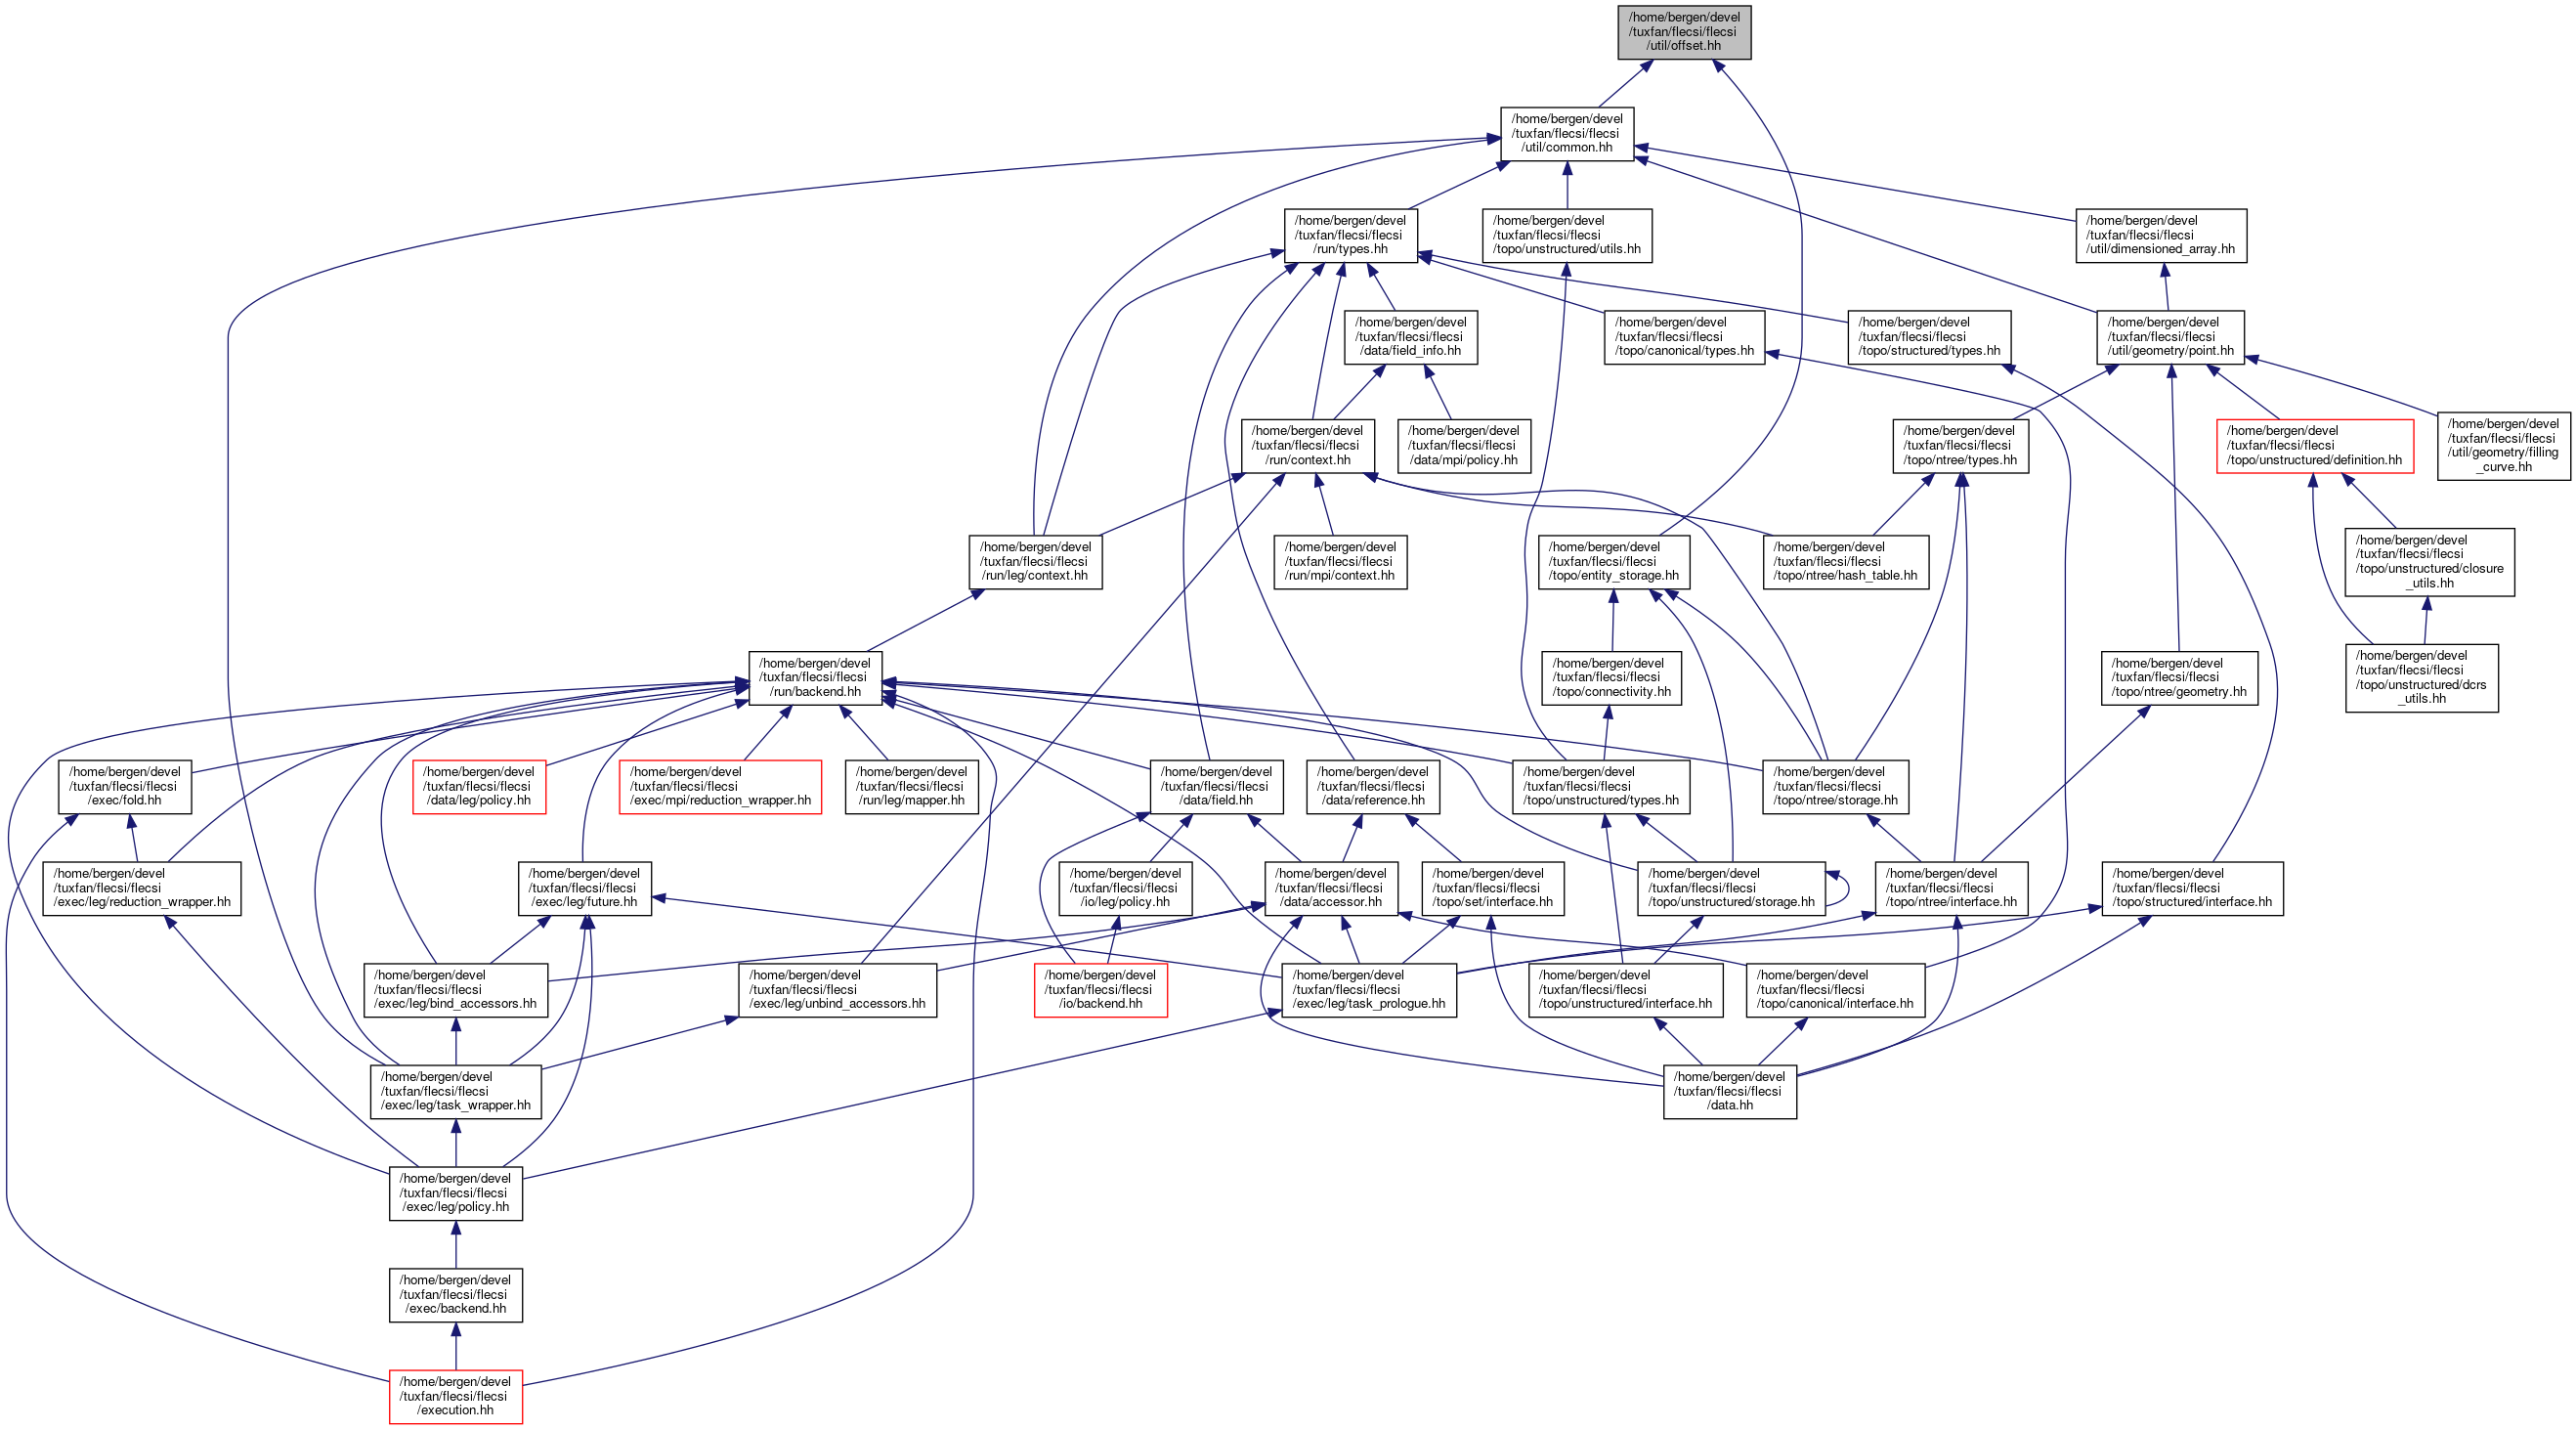 /home/bergen/devel
/tuxfan/flecsi/flecsi
/util/offset.hh
/home/bergen/devel
/tuxfan/flecsi/flecsi
/util/common.hh
/home/bergen/devel
/tuxfan/flecsi/flecsi
/run/types.hh
/home/bergen/devel
/tuxfan/flecsi/flecsi
/topo/unstructured/utils.hh
/home/bergen/devel
/tuxfan/flecsi/flecsi
/util/dimensioned_array.hh
/home/bergen/devel
/tuxfan/flecsi/flecsi
/data/field_info.hh
/home/bergen/devel
/tuxfan/flecsi/flecsi
/topo/canonical/types.hh
/home/bergen/devel
/tuxfan/flecsi/flecsi
/topo/structured/types.hh
/home/bergen/devel
/tuxfan/flecsi/flecsi
/util/geometry/point.hh
/home/bergen/devel
/tuxfan/flecsi/flecsi
/run/context.hh
/home/bergen/devel
/tuxfan/flecsi/flecsi
/data/mpi/policy.hh
/home/bergen/devel
/tuxfan/flecsi/flecsi
/topo/ntree/types.hh
/home/bergen/devel
/tuxfan/flecsi/flecsi
/topo/unstructured/definition.hh
/home/bergen/devel
/tuxfan/flecsi/flecsi
/util/geometry/filling
_curve.hh
/home/bergen/devel
/tuxfan/flecsi/flecsi
/run/leg/context.hh
/home/bergen/devel
/tuxfan/flecsi/flecsi
/run/mpi/context.hh
/home/bergen/devel
/tuxfan/flecsi/flecsi
/topo/entity_storage.hh
/home/bergen/devel
/tuxfan/flecsi/flecsi
/topo/ntree/hash_table.hh
/home/bergen/devel
/tuxfan/flecsi/flecsi
/topo/unstructured/closure
_utils.hh
/home/bergen/devel
/tuxfan/flecsi/flecsi
/run/backend.hh
/home/bergen/devel
/tuxfan/flecsi/flecsi
/topo/connectivity.hh
/home/bergen/devel
/tuxfan/flecsi/flecsi
/topo/ntree/geometry.hh
/home/bergen/devel
/tuxfan/flecsi/flecsi
/topo/unstructured/dcrs
_utils.hh
/home/bergen/devel
/tuxfan/flecsi/flecsi
/exec/fold.hh
/home/bergen/devel
/tuxfan/flecsi/flecsi
/data/leg/policy.hh
/home/bergen/devel
/tuxfan/flecsi/flecsi
/exec/mpi/reduction_wrapper.hh
/home/bergen/devel
/tuxfan/flecsi/flecsi
/run/leg/mapper.hh
/home/bergen/devel
/tuxfan/flecsi/flecsi
/data/field.hh
/home/bergen/devel
/tuxfan/flecsi/flecsi
/data/reference.hh
/home/bergen/devel
/tuxfan/flecsi/flecsi
/topo/unstructured/types.hh
/home/bergen/devel
/tuxfan/flecsi/flecsi
/topo/ntree/storage.hh
/home/bergen/devel
/tuxfan/flecsi/flecsi
/exec/leg/reduction_wrapper.hh
/home/bergen/devel
/tuxfan/flecsi/flecsi
/exec/leg/future.hh
/home/bergen/devel
/tuxfan/flecsi/flecsi
/io/leg/policy.hh
/home/bergen/devel
/tuxfan/flecsi/flecsi
/data/accessor.hh
/home/bergen/devel
/tuxfan/flecsi/flecsi
/topo/set/interface.hh
/home/bergen/devel
/tuxfan/flecsi/flecsi
/topo/unstructured/storage.hh
/home/bergen/devel
/tuxfan/flecsi/flecsi
/topo/ntree/interface.hh
/home/bergen/devel
/tuxfan/flecsi/flecsi
/topo/structured/interface.hh
/home/bergen/devel
/tuxfan/flecsi/flecsi
/exec/leg/bind_accessors.hh
/home/bergen/devel
/tuxfan/flecsi/flecsi
/exec/leg/unbind_accessors.hh
/home/bergen/devel
/tuxfan/flecsi/flecsi
/io/backend.hh
/home/bergen/devel
/tuxfan/flecsi/flecsi
/exec/leg/task_prologue.hh
/home/bergen/devel
/tuxfan/flecsi/flecsi
/topo/unstructured/interface.hh
/home/bergen/devel
/tuxfan/flecsi/flecsi
/topo/canonical/interface.hh
/home/bergen/devel
/tuxfan/flecsi/flecsi
/exec/leg/task_wrapper.hh
/home/bergen/devel
/tuxfan/flecsi/flecsi
/data.hh
/home/bergen/devel
/tuxfan/flecsi/flecsi
/exec/leg/policy.hh
/home/bergen/devel
/tuxfan/flecsi/flecsi
/exec/backend.hh
/home/bergen/devel
/tuxfan/flecsi/flecsi
/execution.hh